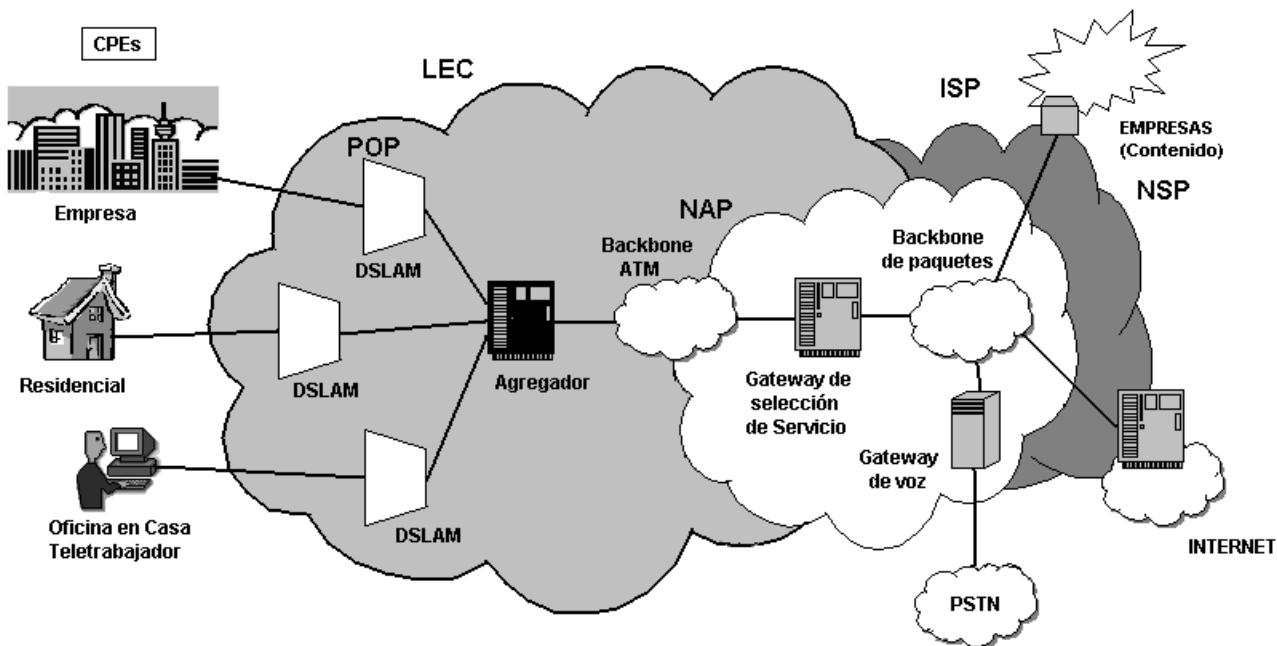 CPEs
LEC
ISP
EMPRESAS
(Contenido)
POP
NSP
Empresa
NAP
DSLAM
Backbone
ATM
Backbone
de paquetes
Residencial
DSLAM
Agregador
Gateway de
selección
de Servicio
Gateway
de voz
Oficina en Casa
Teletrabajador
DSLAM
INTERNET
PSTN